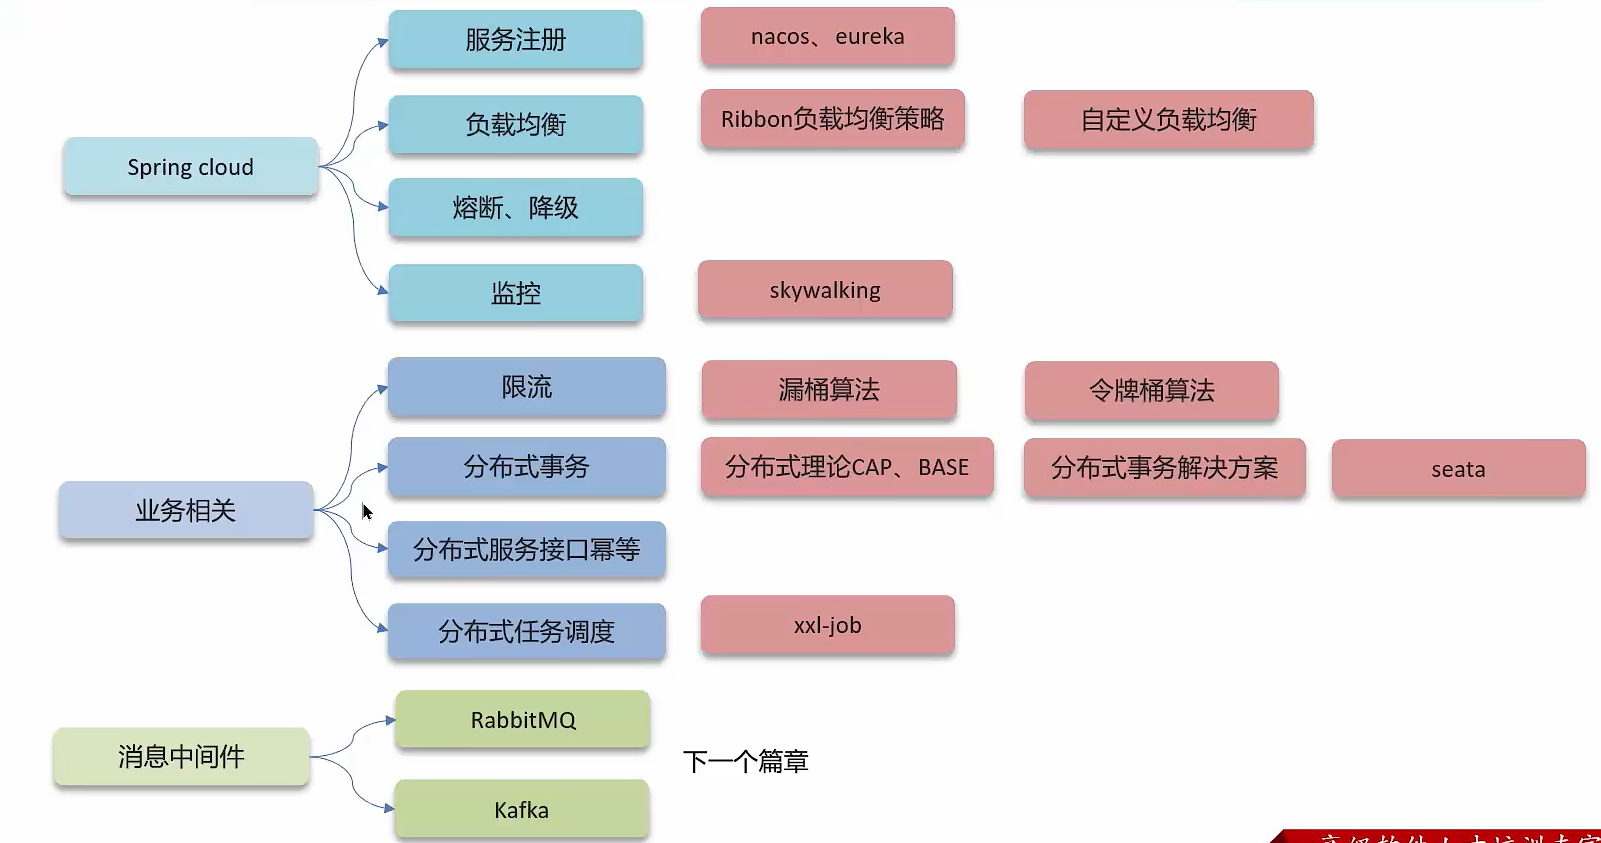 服务注册
nacos、eureka
负载均衡
Ribbon负载均衡策略
自定义负载均衡
Spring cloud
熔断、降级
监控
skywalking
限流
漏桶算法
令牌桶算法
分布式事务
分布式理论CAP、BASE
分布式事务解决方案
seata
业务相关
分布式服务接口幂等
分布式任务调度
xxl-job
RabbitMQ
消息中间件
下一个篇章
Kafka